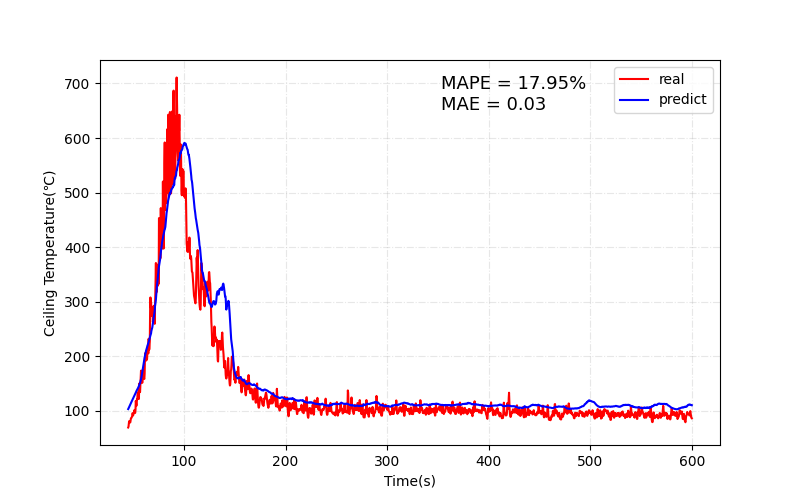 MAPE = 17.95%
MAE = 0.03
real
predict
Ceiling Temperature(℃)
700
600
500
400
300
200
100
100 200 300 400 500 600
Time(s)